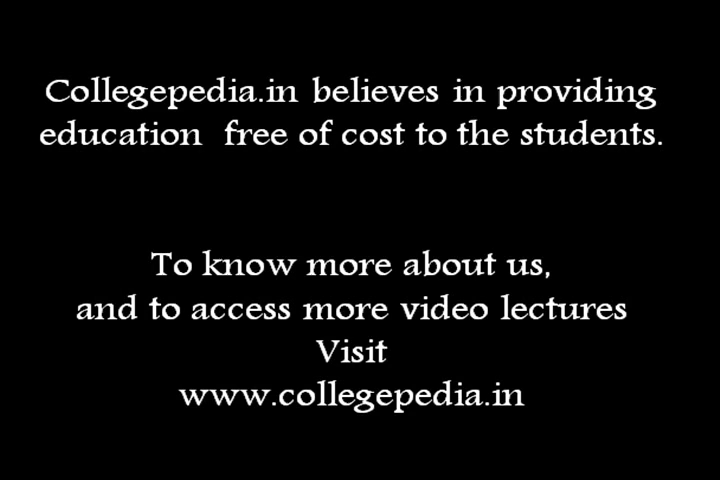 Collegepedia.in believes in providing
education  free of cost to the students.
To know more about us,
and to access more video lectures
Visit
www.collegepedia.in